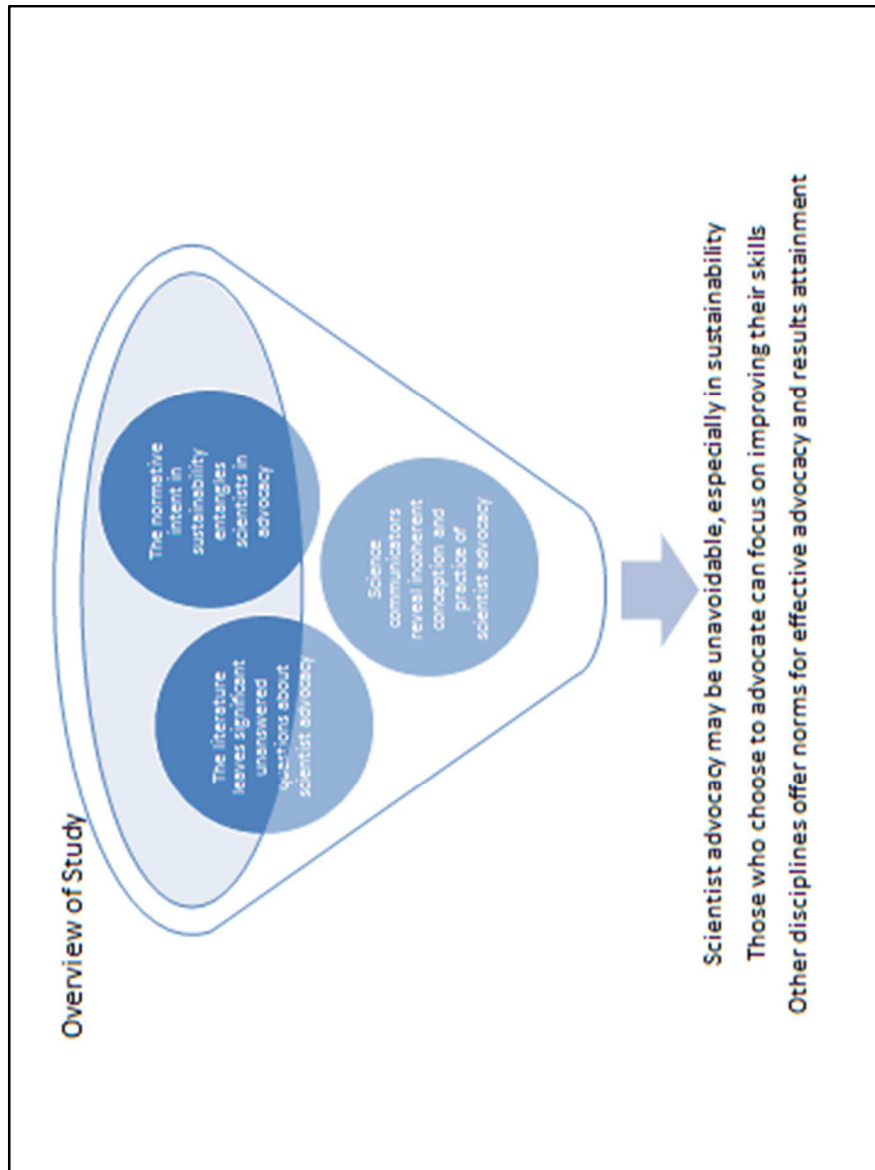 Overview of Study
The literature
leaves significant
unanswered
questions about
scientist advocacy
The normative
intent in
sustainability
entangles
scientists in
advocacy
Science
communicators
reveal incoherent
conception and
practice of
scientist advocacy
Scientist advocacy may be unavoidable, especially in sustainability
Those who choose to advocate can focus on improving their skills
Other disciplines offer norms for effective advocacy and results attainment